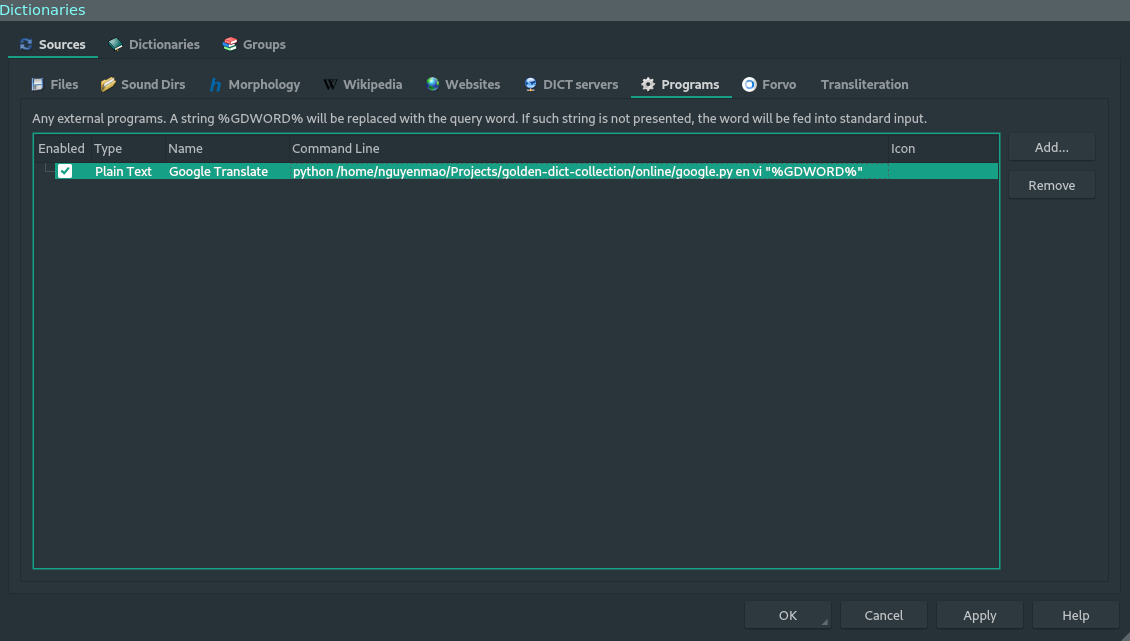 Dictionaries
Sources Dictionaries Groups
Files Sound Dirs Morphology Wikipedia Websites DICT servers Programs Forvo Transliteration
Any external programs. A string %GDWORD% will be replaced with the query word. If such string is not presented, the word will be fed into standard input.
Enabled Type Name Command Line Icon
Plain Text Google Translate python /home/nguyenmao/Projects/golden-dict-collection/online/google.py en vi "%GDWORD%"
Add...
Remove
OK Cancel Apply Help